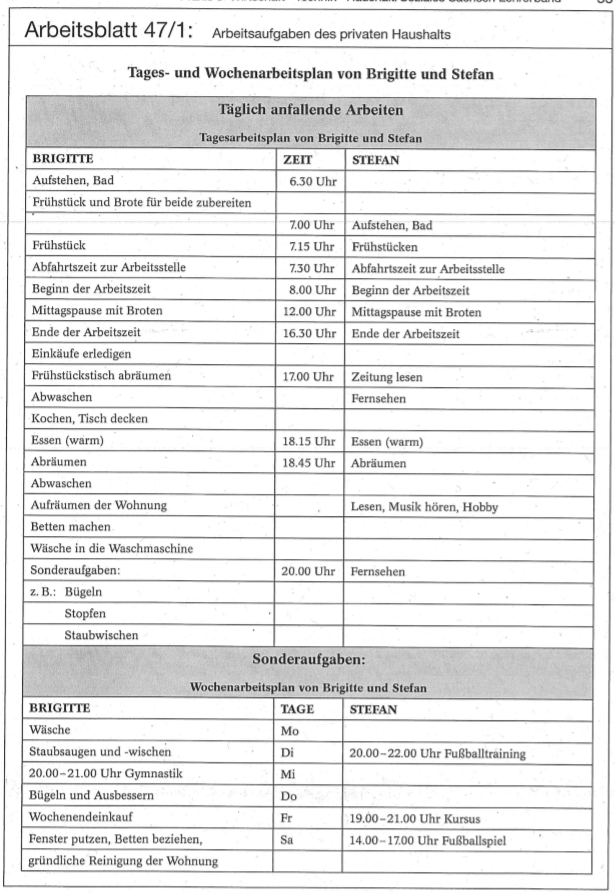 Arbeitsblatt 47/1: Arbeitsaufgaben des privaten Haushalts
Tages- und Wochenarbeitsplan von Brigitte und Stefan
Täglich anfallende Arbeiten
Tagesarbeitsplan von Brigitte und Stefan
BRIGITTE ZEIT STEFAN
Aufstehen, Bad 6.30 Uhr
Frühstück und Brote für beide zubereiten
7.00 Uhr Aufstehen, Bad
Frühstück 7.15 Uhr Frühstücken
Abfahrtszeit zur Arbeitsstelle 7.30 Uhr Abfahrtszeit zur Arbeitsstelle
Beginn der Arbeitszeit 8.00 Uhr Beginn der Arbeitszeit
Mittagspause mit Broten 12.00 Uhr Mittagspause mit Broten
Ende der Arbeitszeit 16.30 Uhr Ende der Arbeitszeit
Einkäufe erledigen
Frühstückstisch abräumen 17.00 Uhr Zeitung lesen
Abwaschen Fernsehen
Kochen, Tisch decken
Essen (warm) 18.15 Uhr Essen (warm)
Abräumen 18.45 Uhr Abräumen
Abwaschen
Aufräumen der Wohnung Lesen, Musik hören, Hobby
Betten machen
Wäsche in die Waschmaschine
Sonderaufgaben: 20.00 Uhr Fernsehen
z. B.: Bügeln
Stopfen
Staubwischen
Sonderaufgaben:
Wochenarbeitsplan von Brigitte und Stefan
BRIGITTE TAGE STEFAN
Wäsche Mo
Staubsaugen und -wischen Di 20.00–22.00 Uhr Fußballtraining
20.00–21.00 Uhr Gymnastik Mi
Bügeln und Ausbessern Do
Wochenendeinkauf Fr 19.00–21.00 Uhr Kursus
Fenster putzen, Betten beziehen, Sa 14.00–17.00 Uhr Fußballspiel
gründliche Reinigung der Wohnung